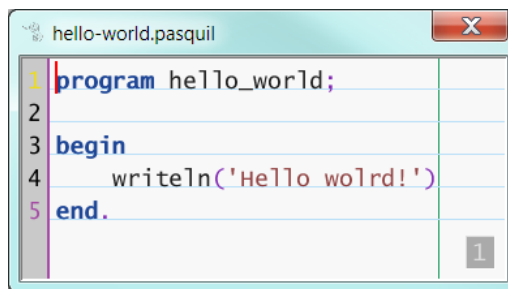 hello-world.pasquil
X
1 program hello_world;
2
3 begin
4     writeln('Hello wolrd!')
5 end.
1